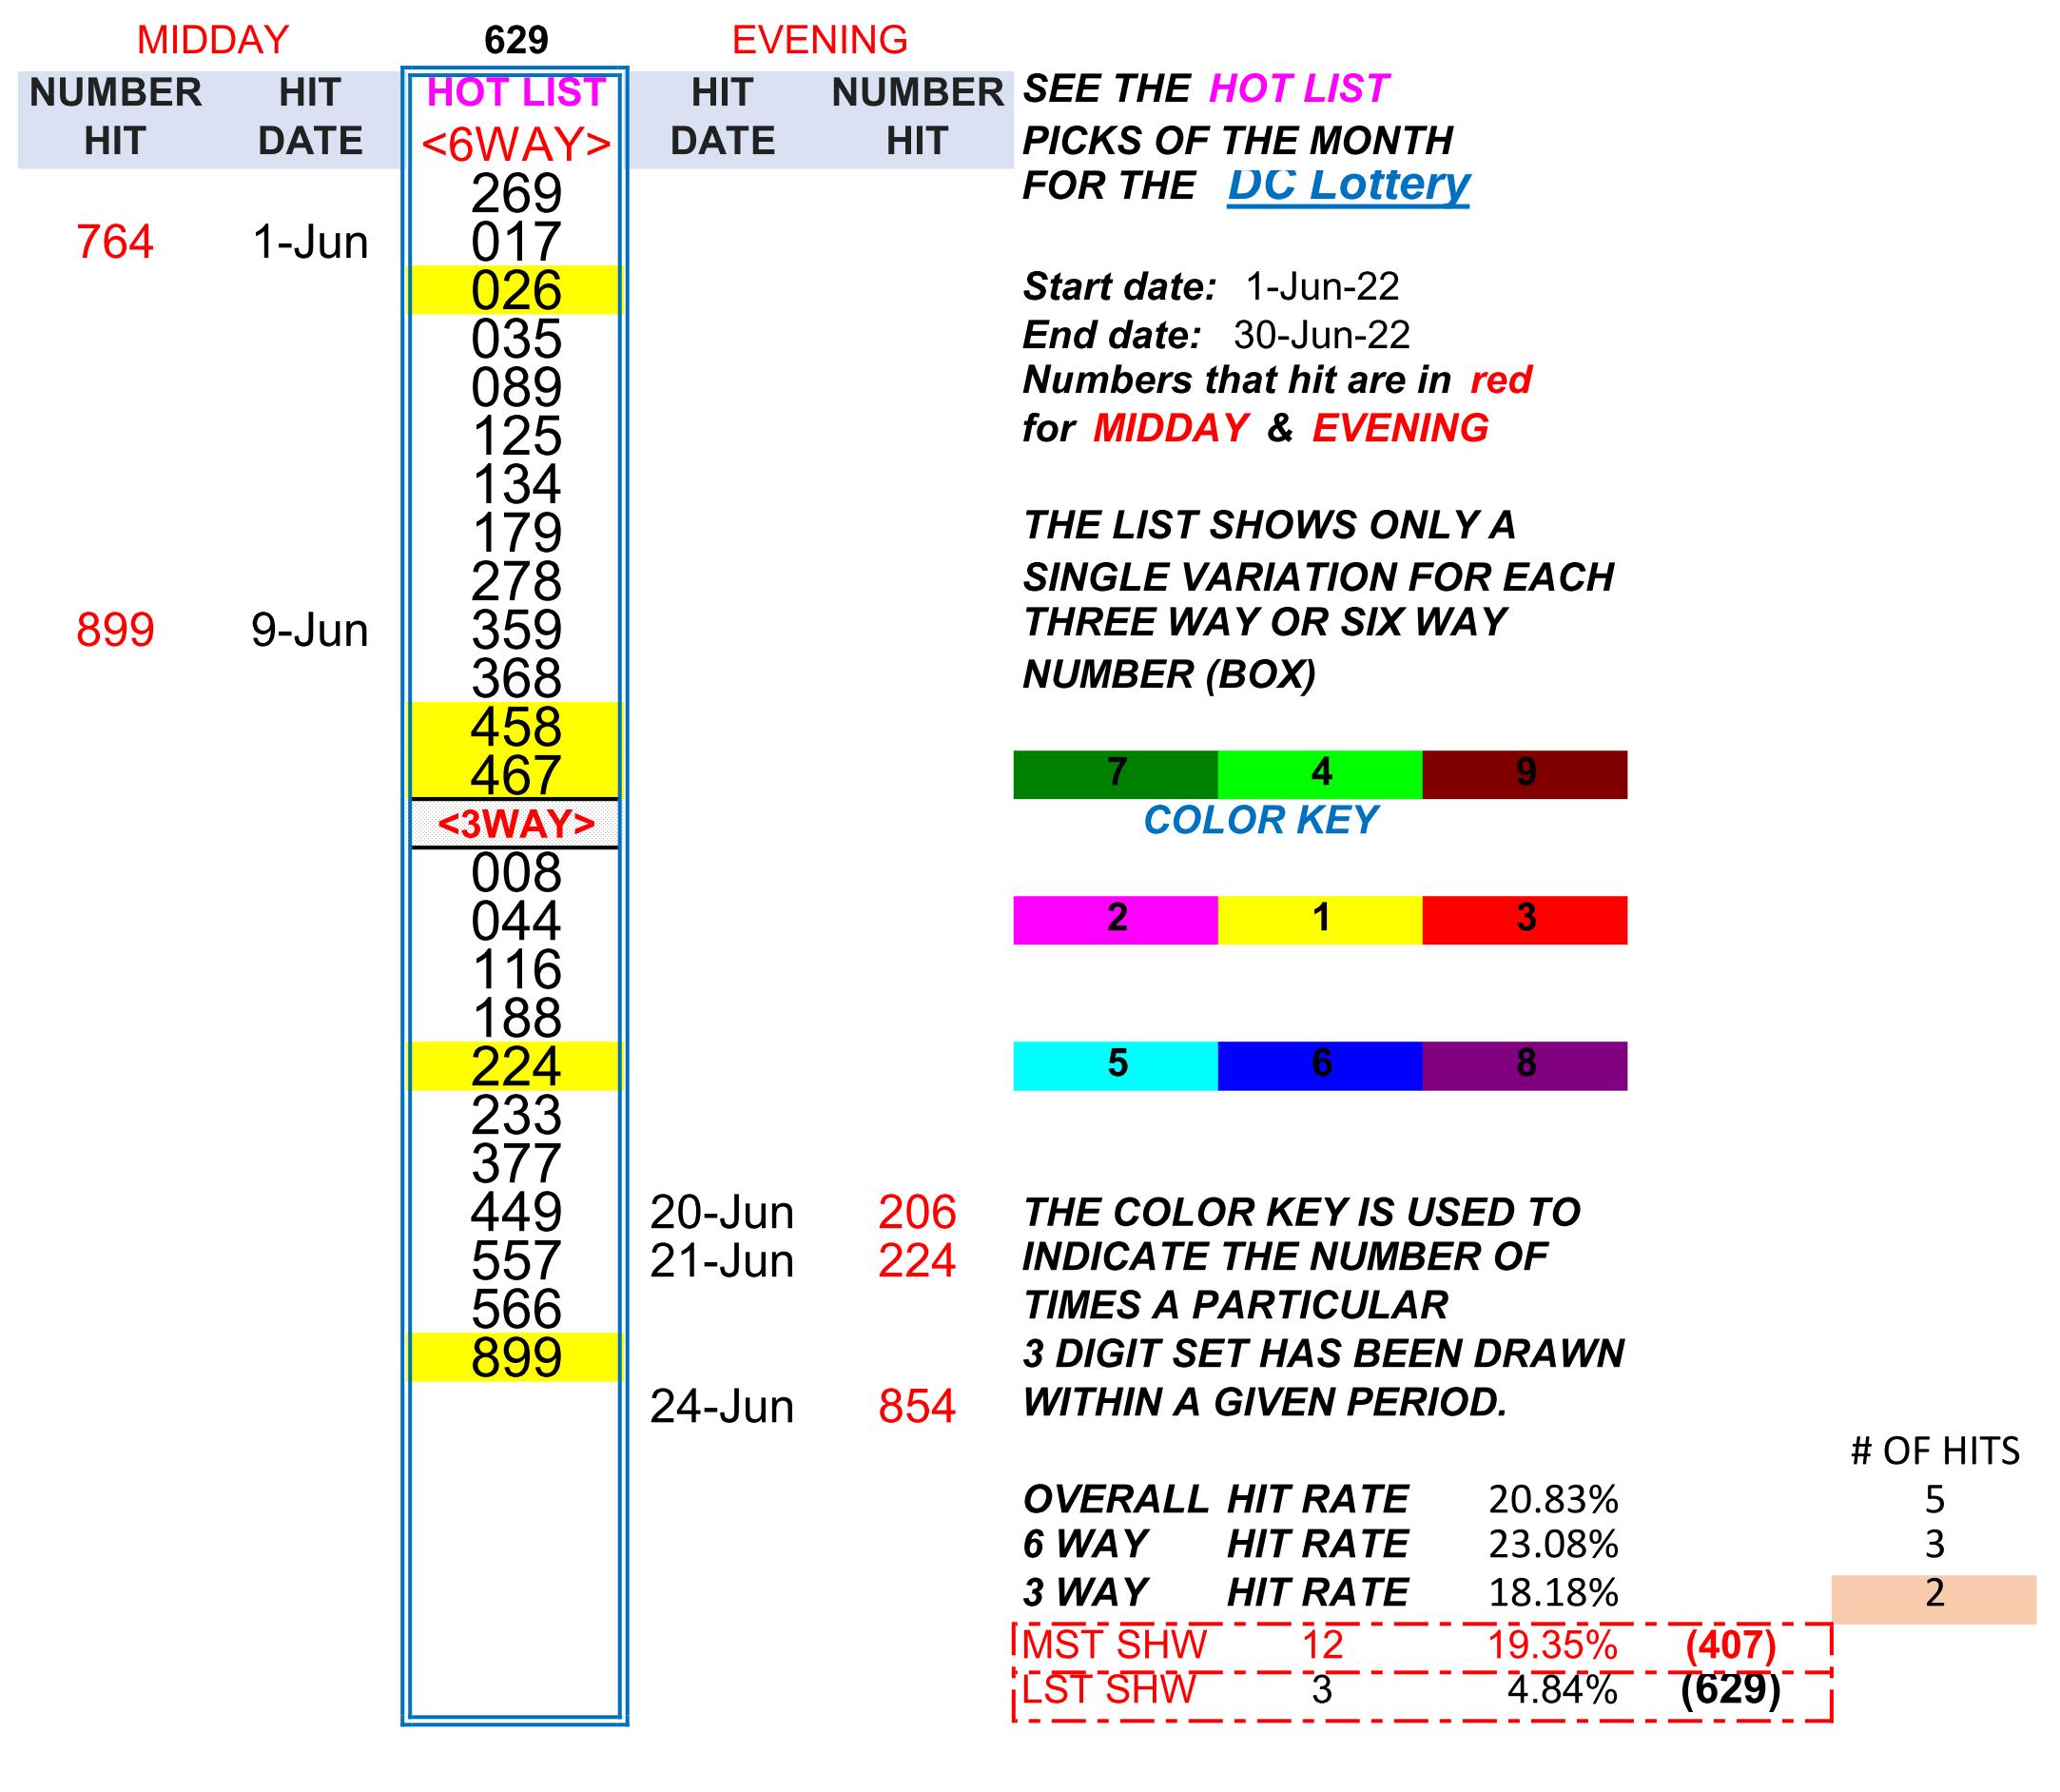 MIDDAY 629 EVENING
NUMBER HIT HOT LIST HIT NUMBER SEE THE HOT LIST
HIT DATE <6WAY> DATE HIT PICKS OF THE MONTH
269 FOR THE DC Lottery
764 1-Jun 017
026 Start date: 1-Jun-22
035 End date: 30-Jun-22
089 Numbers that hit are in red
125 for MIDDAY & EVENING
134
179 THE LIST SHOWS ONLY A
278 SINGLE VARIATION FOR EACH
899 9-Jun 359 THREE WAY OR SIX WAY
368 NUMBER (BOX)
458
467 7 4 9
<3WAY> COLOR KEY
008
044 2 1 3
116
188
224 5 6 8
233
377
449 20-Jun 206 THE COLOR KEY IS USED TO
557 21-Jun 224 INDICATE THE NUMBER OF
566 TIMES A PARTICULAR
899 3 DIGIT SET HAS BEEN DRAWN
24-Jun 854 WITHIN A GIVEN PERIOD.
# OF HITS
OVERALL HIT RATE 20.83% 5
6 WAY HIT RATE 23.08% 3
3 WAY HIT RATE 18.18% 2
MST SHW 12 19.35% (407)
LST SHW 3 4.84% (629)